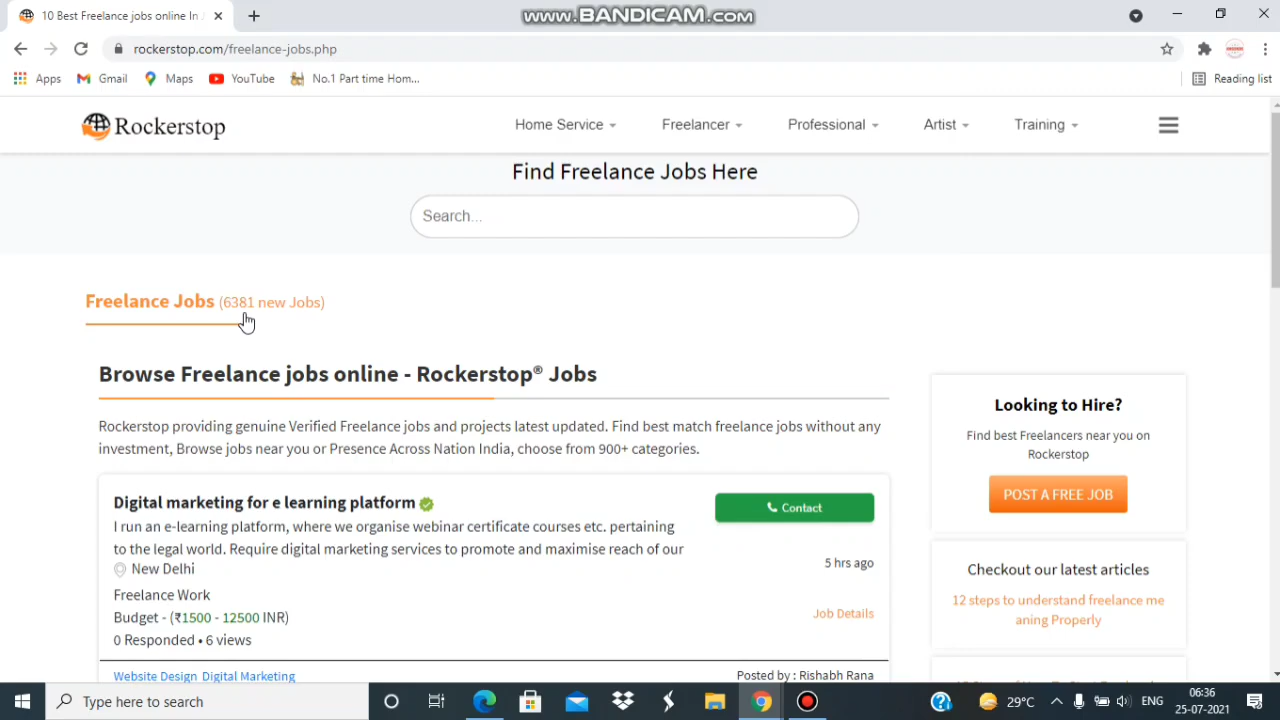 10 Best Freelance jobs online In
www.BANDICAM.com
rockerstop.com/freelance-jobs.php
Apps Gmail Maps YouTube No.1 Part time Hom... Reading list
Rockerstop Home Service Freelancer Professional Artist Training
Find Freelance Jobs Here
Search...
Freelance Jobs (6381 new Jobs)
Browse Freelance jobs online - Rockerstop® Jobs
Rockerstop providing genuine Verified Freelance jobs and projects latest updated. Find best match freelance jobs without any
investment, Browse jobs near you or Presence Across Nation India, choose from 900+ categories.
Digital marketing for e learning platform
Contact
I run an e-learning platform, where we organise webinar certificate courses etc. pertaining
to the legal world. Require digital marketing services to promote and maximise reach of our
New Delhi
5 hrs ago
Freelance Work
Budget - (₹1500 - 12500 INR)
Job Details
0 Responded • 6 views
Website Design Digital Marketing
Posted by : Rishabh Rana
Looking to Hire?
Find best Freelancers near you on
Rockerstop
POST A FREE JOB
Checkout our latest articles
12 steps to understand freelance me
aning Properly
Type here to search
29°C
ENG
06:36
25-07-2021